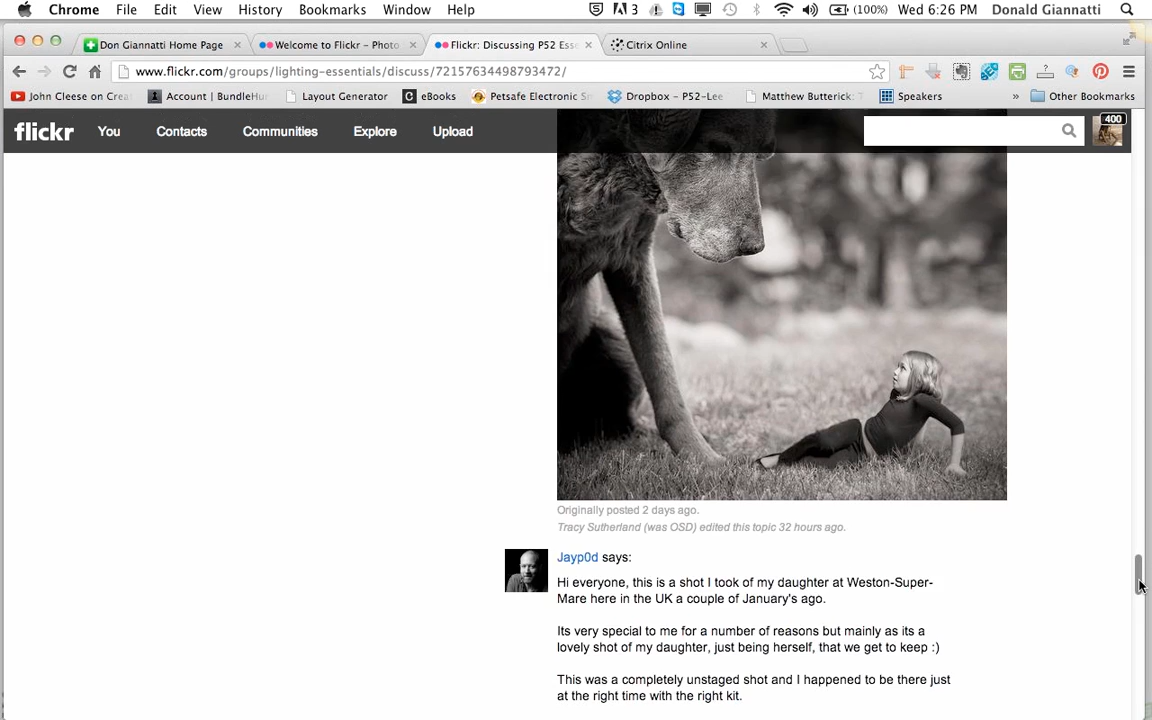 Chrome File Edit View History Bookmarks Window Help 3 (100%) Wed 6:26 PM Donald Giannatti
Don Giannatti Home Page Welcome to Flickr - Photo Flickr: Discussing P52 Esse Citrix Online
www.flickr.com/groups/lighting-essentials/discuss/72157634498793472/
John Cleese on Crea Account | BundleHu Layout Generator eBooks Petsafe Electronic Sm Dropbox - P52-Lee Matthew Butterick: T Speakers » Other Bookmarks
flickr You Contacts Communities Explore Upload 400
Originally posted 2 days ago.
Tracy Sutherland (was OSD) edited this topic 32 hours ago.
Jayp0d says:
Hi everyone, this is a shot I took of my daughter at Weston-Super-
Mare here in the UK a couple of January's ago.
Its very special to me for a number of reasons but mainly as its a
lovely shot of my daughter, just being herself, that we get to keep :)
This was a completely unstaged shot and I happened to be there just
at the right time with the right kit.